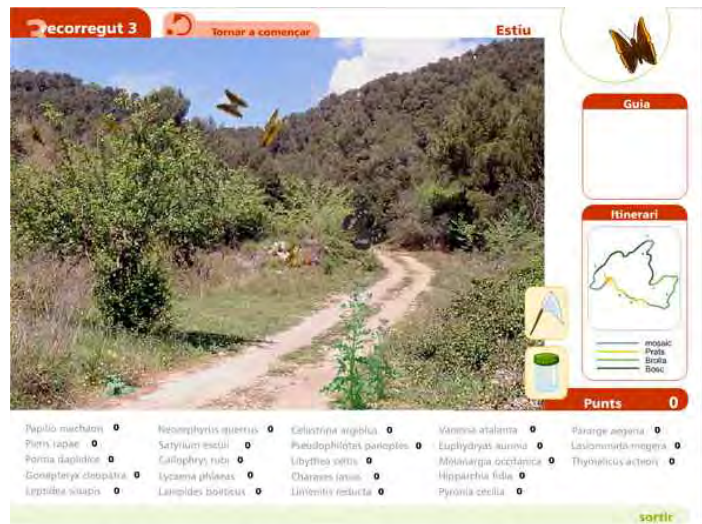 Recorregut 3
Tornar a començar
Estiu
Guia
Itinerari
mosaic
Prats
Brolla
Bosc
Punts 0
Papilio machaon 0
Pieris rapae 0
Pontia daplidice 0
Gonepteryx cleopatra 0
Leptidea sinapis 0
Neozephyrus quercus 0
Satyrium esculi 0
Callophrys rubi 0
Lycaena phlaeas 0
Lampides boeticus 0
Celastrina argiolus 0
Pseudophilotes panoptes 0
Libythea celtis 0
Charaxes jasius 0
Limenitis reducta 0
Vanessa atalanta 0
Euphydryas aurinia 0
Melanargia occitanica 0
Hipparchia fidia 0
Pyronia cecilia 0
Pararge aegeria 0
Lasiommata megera 0
Thymelicus acteon 0
sortir